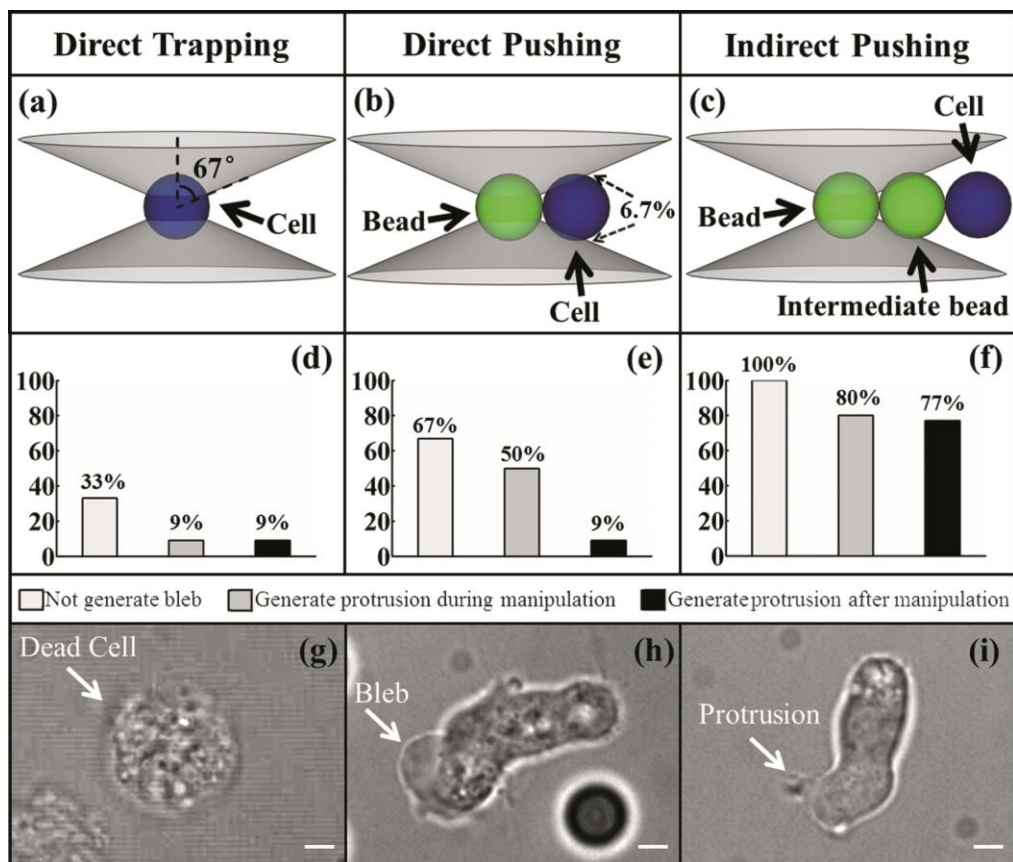 Direct Trapping
Direct Pushing
Indirect Pushing
(a)
67°
Cell
(b)
Bead
6.7%
Cell
(c)
Cell
Bead
Intermediate bead
(d)
100
80
60
40
20
0
33%
9%
9%
(e)
100
80
60
40
20
0
67%
50%
9%
(f)
100
80
60
40
20
0
100%
80%
77%
Not generate bleb
Generate protrusion during manipulation
Generate protrusion after manipulation
Dead Cell
(g)
Bleb
(h)
Protrusion
(i)